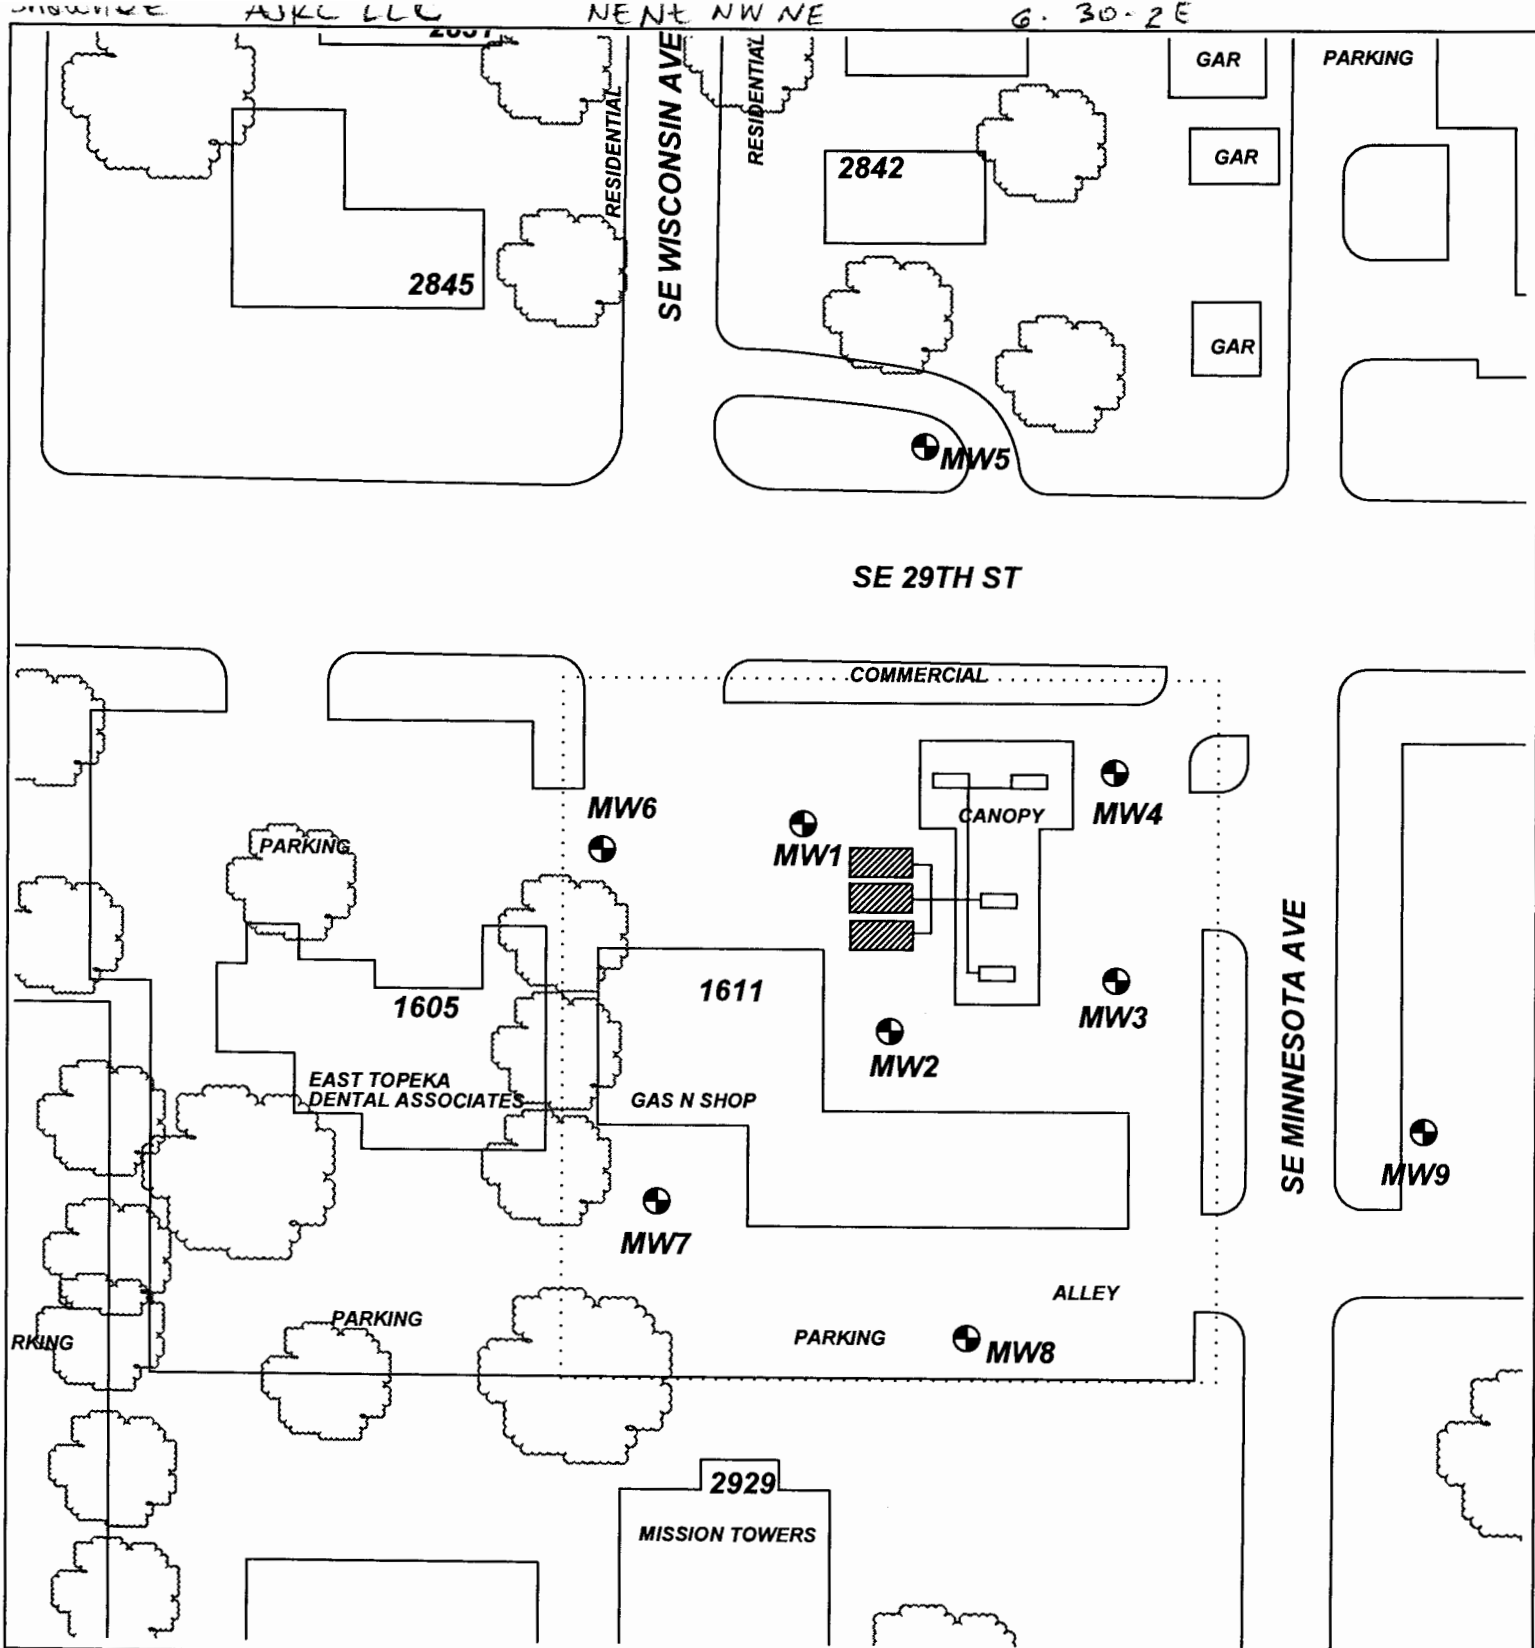 AJKL LLC NE NE NW NE 6. 30-2E
GAR
PARKING
SE WISCONSIN AVE
RESIDENTIAL
RESIDENTIAL
2842
GAR
2845
GAR
MW5
SE 29TH ST
COMMERCIAL
MW6
MW4
CANOPY
PARKING
MW1
1611
1605
MW3
MW2
SE MINNESOTA AVE
EAST TOPEKA
DENTAL ASSOCIATES
GAS N SHOP
MW9
MW7
ALLEY
PARKING
PARKING
RKING
MW8
2929
MISSION TOWERS